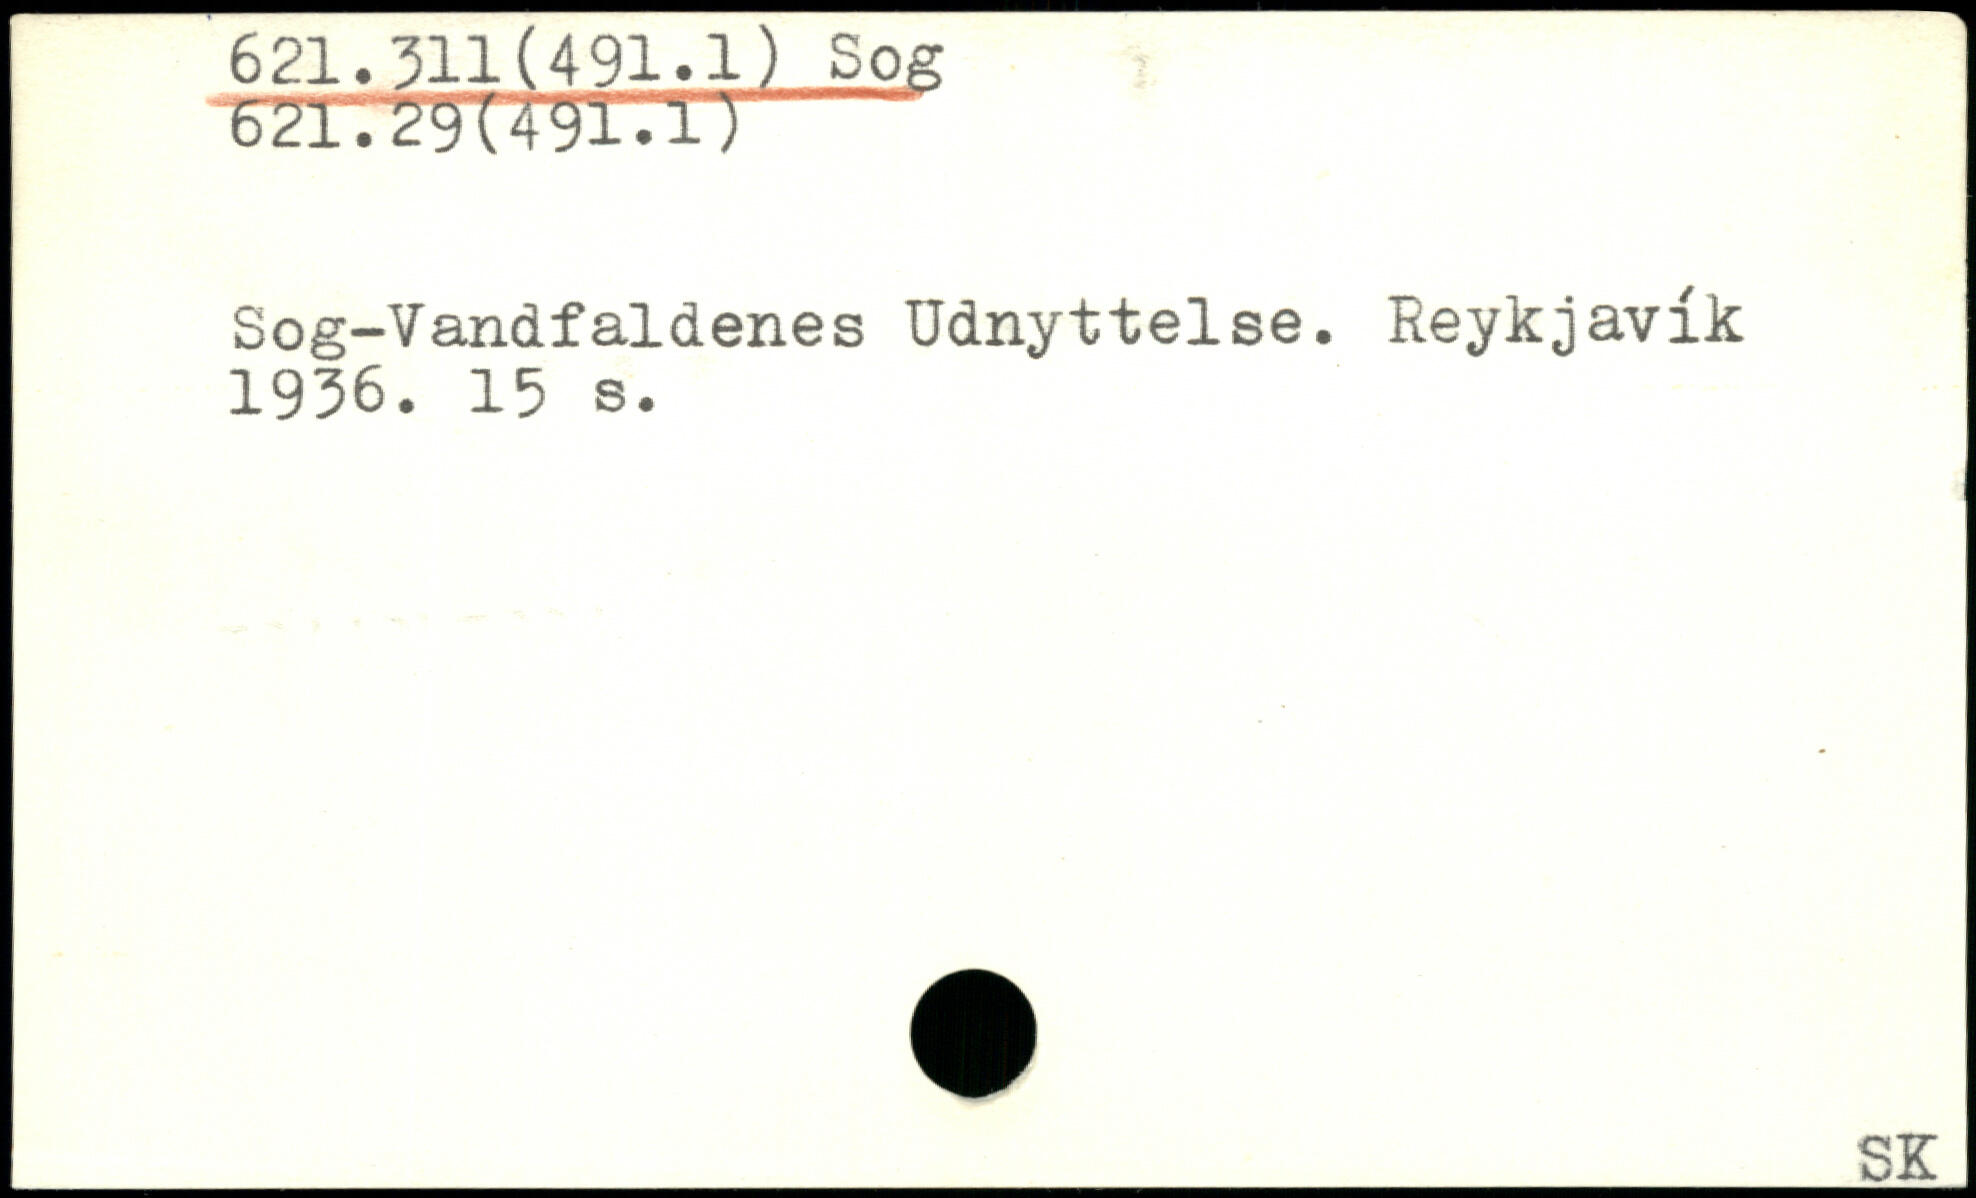 621.311(491.1) Sog
621.29(491.1)
Sog-Vandfaldenes Udnyttelse. Reykjavík
1936. 15 s.
SK